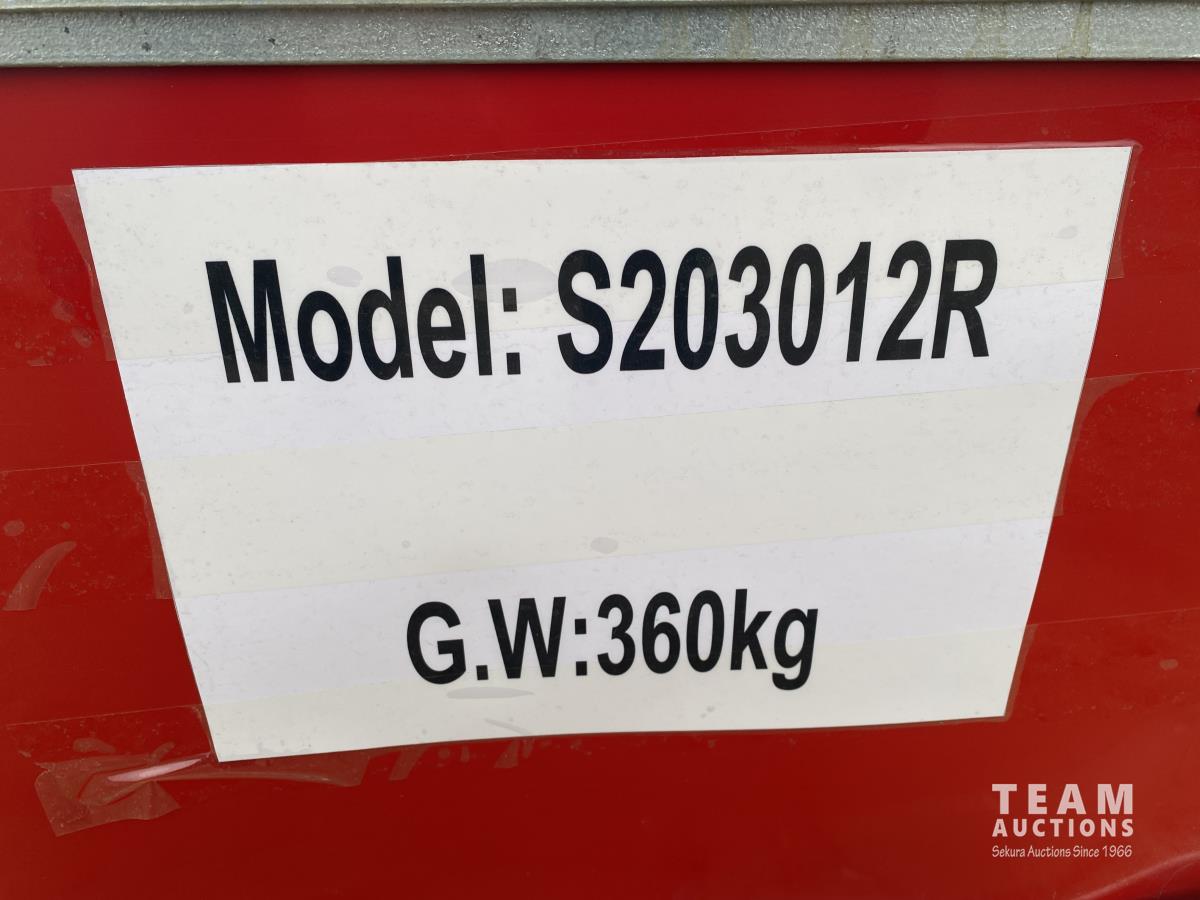 Model: S203012R
G.W:360kg
TEAM
AUCTIONS
Sekura Auctions Since 1966